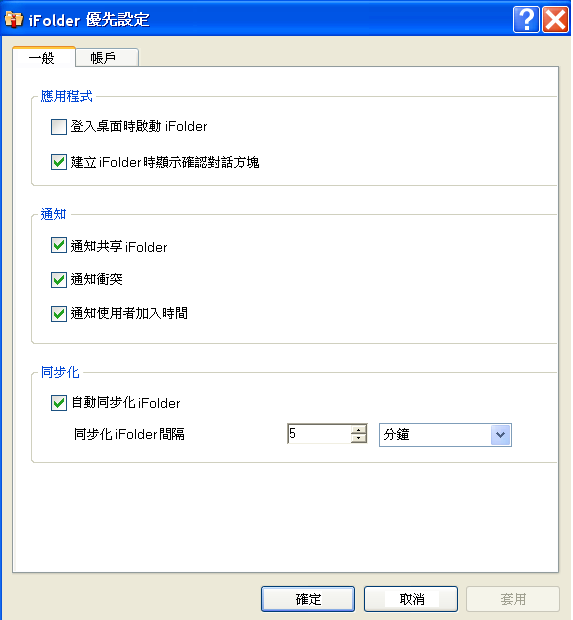 iFolder 優先設定
一般 帳戶
應用程式
登入桌面時啟動 iFolder
建立 iFolder 時顯示確認對話方塊
通知
通知共享 iFolder
通知衝突
通知使用者加入時間
同步化
自動同步化 iFolder
同步化 iFolder 間隔 5 分鐘
確定 取消 套用